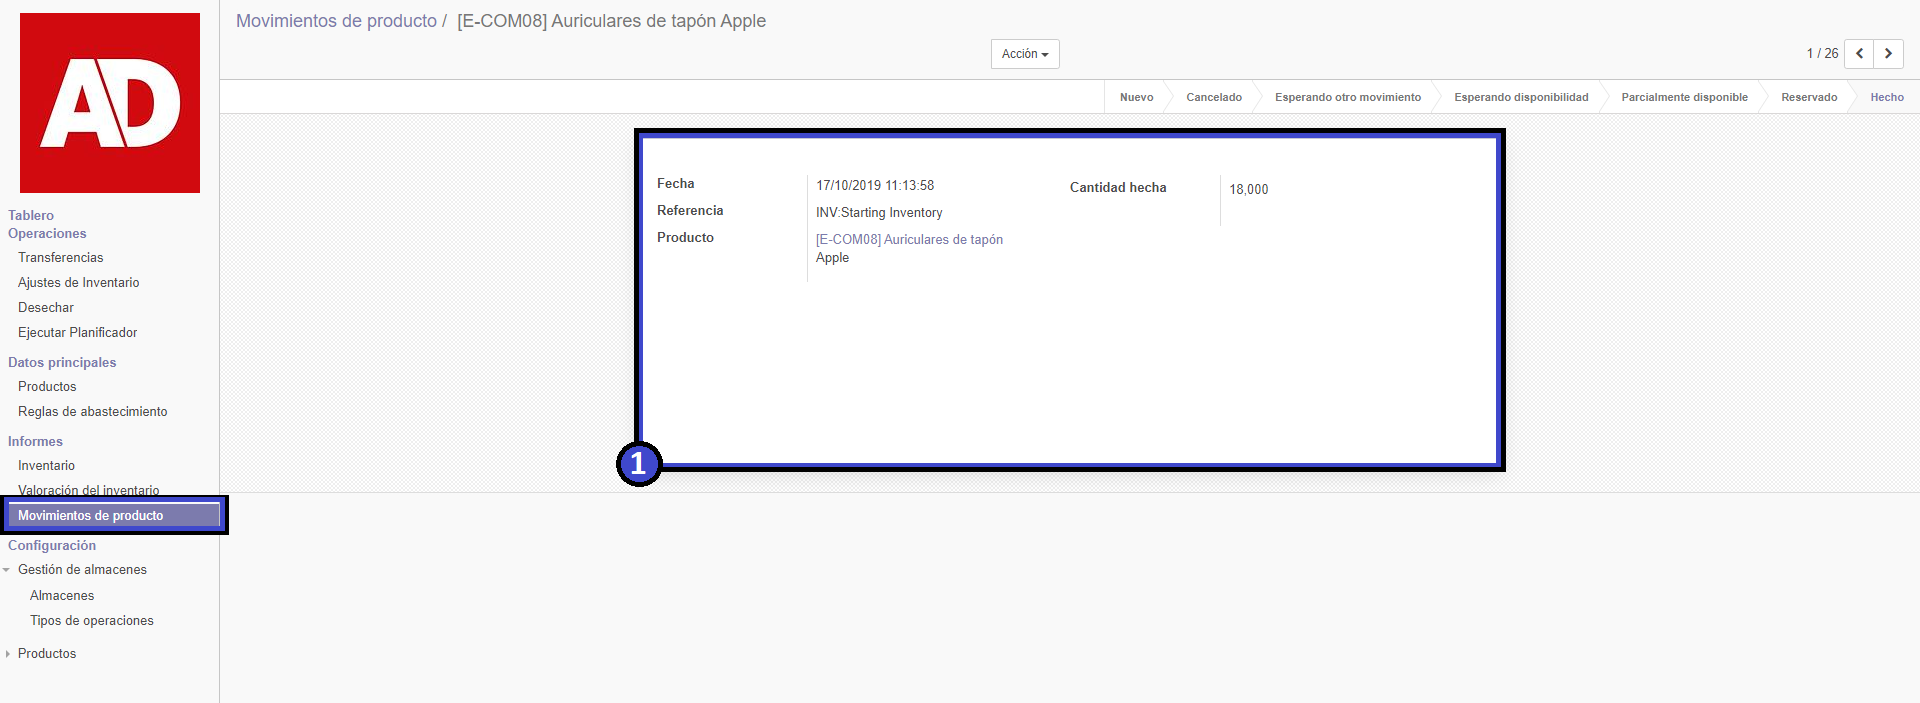 AD
Movimientos de producto / [E-COM08] Auriculares de tapón Apple
Acción
1 / 26
Nuevo
Cancelado
Esperando otro movimiento
Esperando disponibilidad
Parcialmente disponible
Reservado
Hecho
Tablero
Operaciones
Transferencias
Ajustes de Inventario
Desechar
Ejecutar Planificador
Datos principales
Productos
Reglas de abastecimiento
Informes
Inventario
Valoración del inventario
Movimientos de producto
Configuración
Gestión de almacenes
Almacenes
Tipos de operaciones
Productos
Fecha
17/10/2019 11:13:58
Referencia
INV:Starting Inventory
Producto
[E-COM08] Auriculares de tapón
Apple
Cantidad hecha
18,000
1